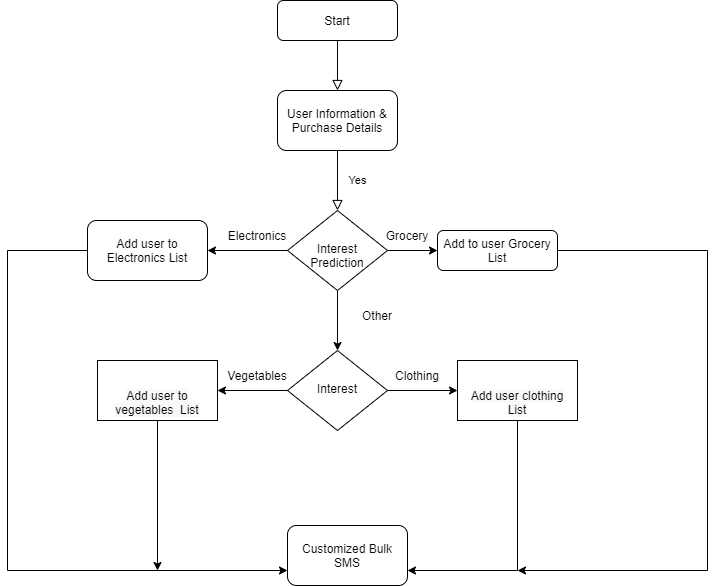 Start
User Information &
Purchase Details
Yes
Electronics
Grocery
Add user to
Electronics List
Interest
Prediction
Add to user Grocery
List
Other
Vegetables
Clothing
Interest
Add user to
vegetables  List
Add user clothing
List
Customized Bulk
SMS